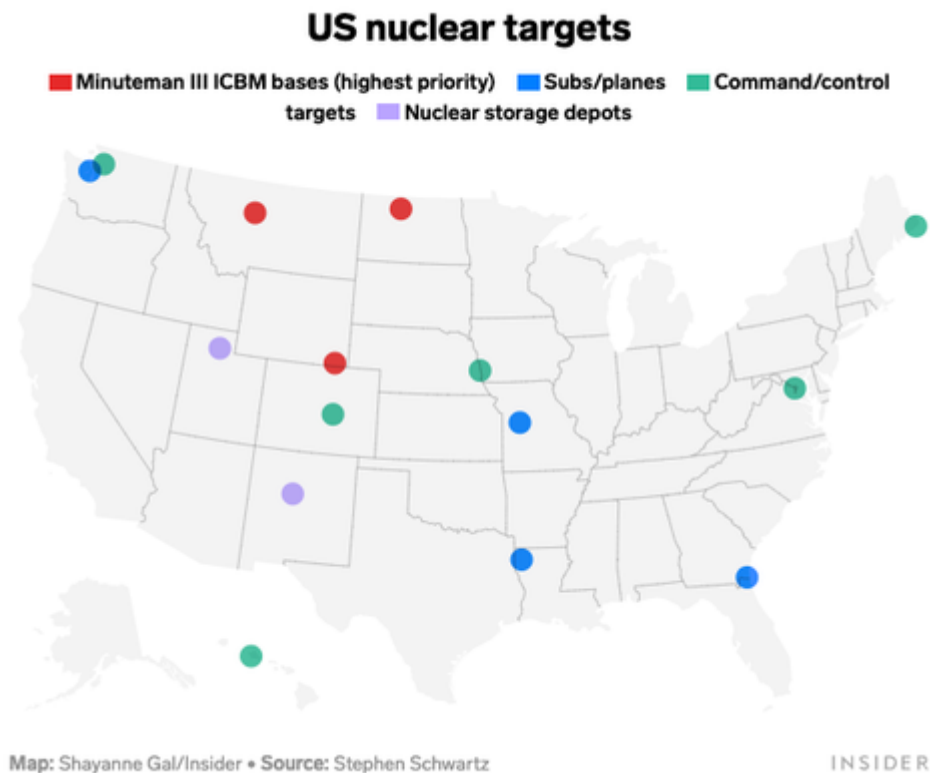 US nuclear targets
Minuteman III ICBM bases (highest priority) Subs/planes Command/control
targets Nuclear storage depots
Map: Shayanne Gal/Insider • Source: Stephen Schwartz
INSIDER